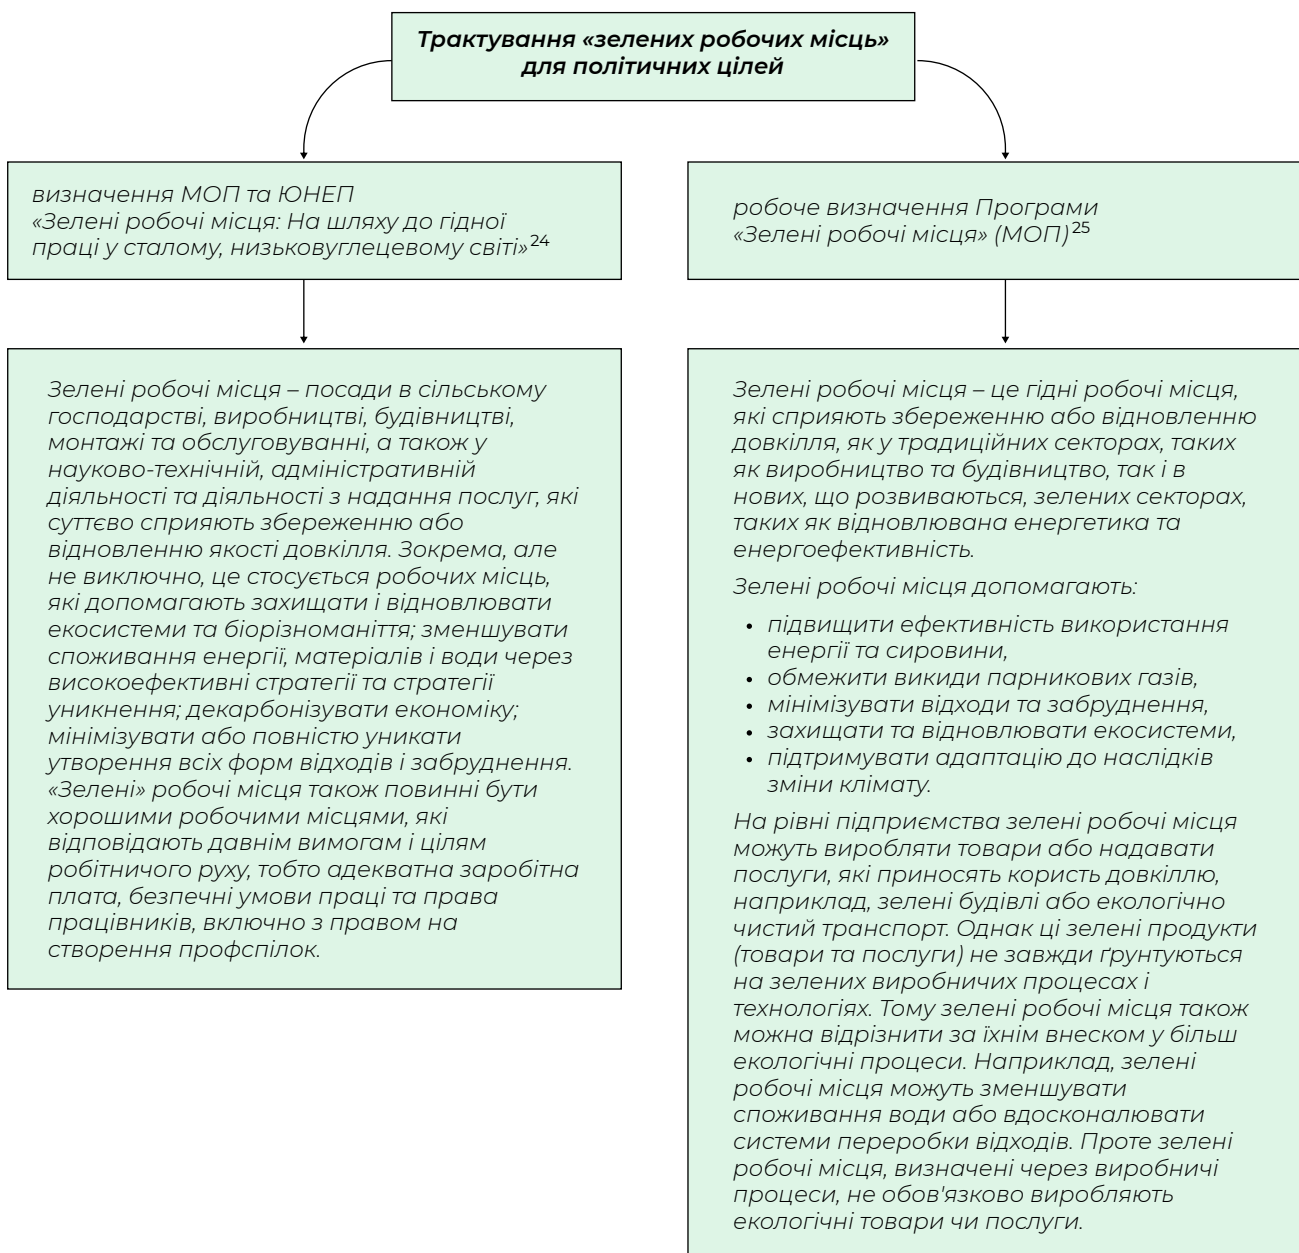 Трактування «зелених робочих місць»
для політичних цілей
визначення МОП та ЮНЕП
«Зелені робочі місця: На шляху до гідної
праці у сталому, низьковуглецевому світі»24
робоче визначення Програми
«Зелені робочі місця» (МОП)25
Зелені робочі місця – посади в сільському
господарстві, виробництві, будівництві,
монтажі та обслуговуванні, а також у
науково-технічній, адміністративній
діяльності та діяльності з надання послуг, які
суттєво сприяють збереженню або
відновленню якості довкілля. Зокрема, але
не виключно, це стосується робочих місць,
які допомагають захищати і відновлювати
екосистеми та біорізноманіття; зменшувати
споживання енергії, матеріалів і води через
високоефективні стратегії та стратегії
уникнення; декарбонізувати економіку;
мінімізувати або повністю уникати
утворення всіх форм відходів і забруднення.
«Зелені» робочі місця також повинні бути
хорошими робочими місцями, які
відповідають давнім вимогам і цілям
робітничого руху, тобто адекватна заробітна
плата, безпечні умови праці та права
працівників, включно з правом на
створення профспілок.
Зелені робочі місця – це гідні робочі місця,
які сприяють збереженню або відновленню
довкілля, як у традиційних секторах, таких
як виробництво та будівництво, так і в
нових, що розвиваються, зелених секторах,
таких як відновлювана енергетика та
енергоефективність.
Зелені робочі місця допомагають:
• підвищити ефективність використання
енергії та сировини,
• обмежити викиди парникових газів,
• мінімізувати відходи та забруднення,
• захищати та відновлювати екосистеми,
• підтримувати адаптацію до наслідків
зміни клімату.
На рівні підприємства зелені робочі місця
можуть виробляти товари або надавати
послуги, які приносять користь довкіллю,
наприклад, зелені будівлі або екологічно
чистий транспорт. Однак ці зелені продукти
(товари та послуги) не завжди ґрунтуються
на зелених виробничих процесах і
технологіях. Тому зелені робочі місця також
можна відрізнити за їхнім внеском у більш
екологічні процеси. Наприклад, зелені
робочі місця можуть зменшувати
споживання води або вдосконалювати
системи переробки відходів. Проте зелені
робочі місця, визначені через виробничі
процеси, не обов'язково виробляють
екологічні товари чи послуги.